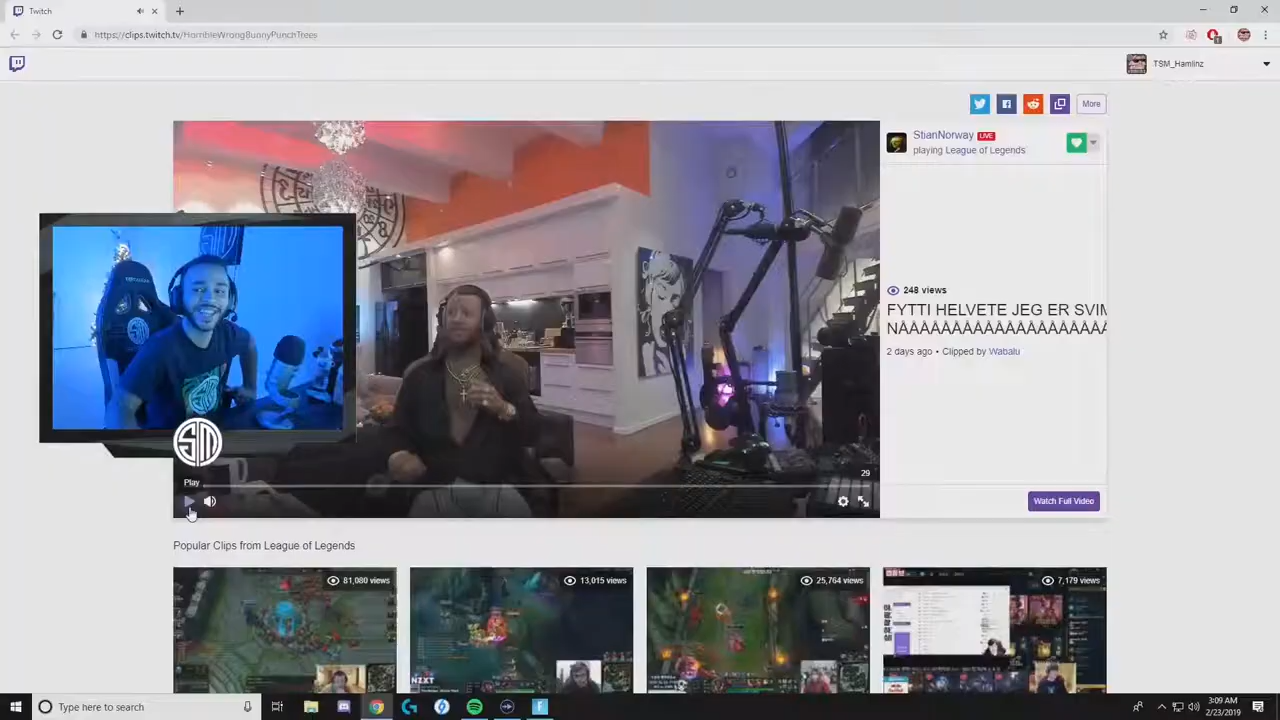 Twitch
https://clips.twitch.tv/HorribleWrongBunnyPunchTrees
TSM_Hamlinz
More
StianNorway LIVE
playing League of Legends
248 views
FYTTI HELVETE JEG ER SVIM
NÅÅÅÅÅÅÅÅÅÅÅÅÅÅÅÅÅÅÅÅ
2 days ago • Clipped by Wabalu
Play
29
Watch Full Video
Popular Clips from League of Legends
81,080 views
13,015 views
25,764 views
7,179 views
NZXT
Type here to search
3:09 AM
2/23/2019